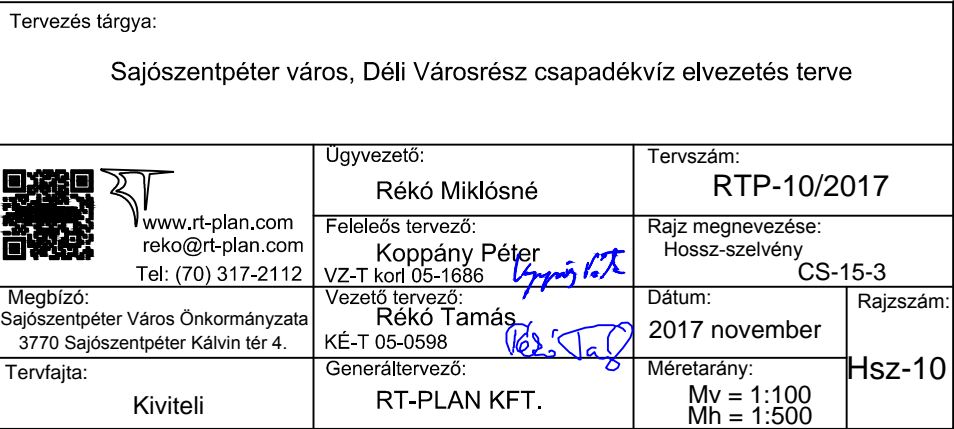 Tervezés tárgya:
Sajószentpéter város, Déli Városrész csapadékvíz elvezetés terve
www.rt-plan.com
reko@rt-plan.com
Tel: (70) 317-2112
Ügyvezető:
Rékó Miklósné
Tervszám:
RTP-10/2017
Feleleős tervező:
Koppány Péter
VZ-T korl 05-1686
Rajz megnevezése:
Hossz-szelvény
CS-15-3
Megbízó:
Sajószentpéter Város Önkormányzata
3770 Sajószentpéter Kálvin tér 4.
Vezető tervező:
Rékó Tamás
KÉ-T 05-0598
Dátum:
2017 november
Rajzszám:
Hsz-10
Tervfajta:
Kiviteli
Generáltervező:
RT-PLAN KFT.
Méretarány:
Mv = 1:100
Mh = 1:500